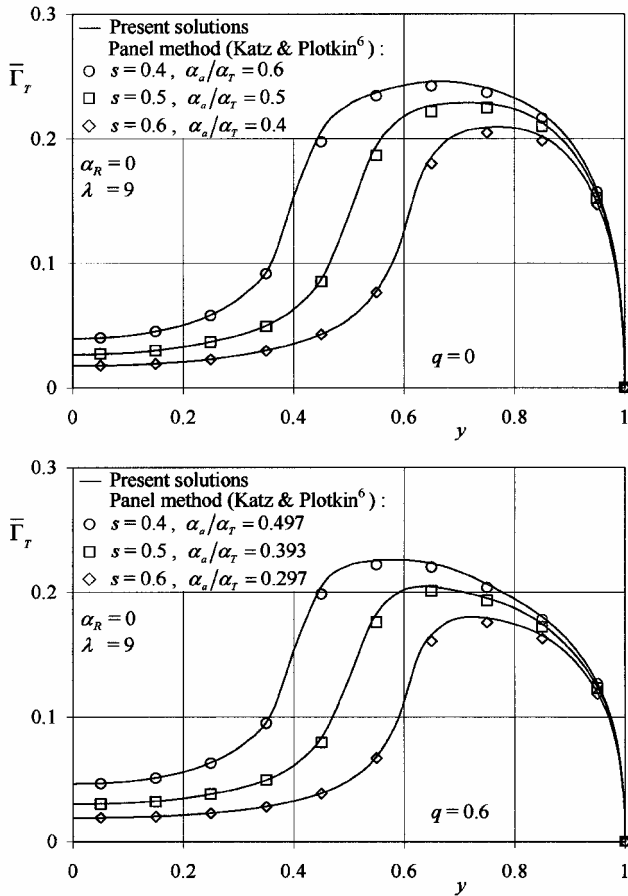 0.3
Present solutions
Panel method (Katz & Plotkin⁶) :
Γ̅_T
s = 0.4 , α_a/α_T = 0.6
s = 0.5 , α_a/α_T = 0.5
0.2
s = 0.6 , α_a/α_T = 0.4
α_R = 0
λ = 9
0.1
q = 0
0
0 0.2 0.4 0.6 0.8 1
y
0.3
Present solutions
Panel method (Katz & Plotkin⁶) :
Γ̅_T
s = 0.4 , α_a/α_T = 0.497
s = 0.5 , α_a/α_T = 0.393
0.2
s = 0.6 , α_a/α_T = 0.297
α_R = 0
λ = 9
0.1
q = 0.6
0
0 0.2 0.4 0.6 0.8 1
y